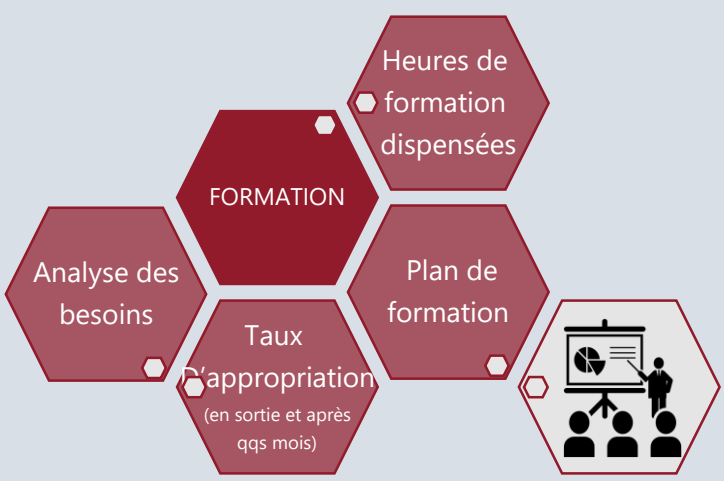 Heures de
formation
dispensées
FORMATION
Analyse des
besoins
Plan de
formation
Taux
D'appropriation
(en sortie et après
qqs mois)